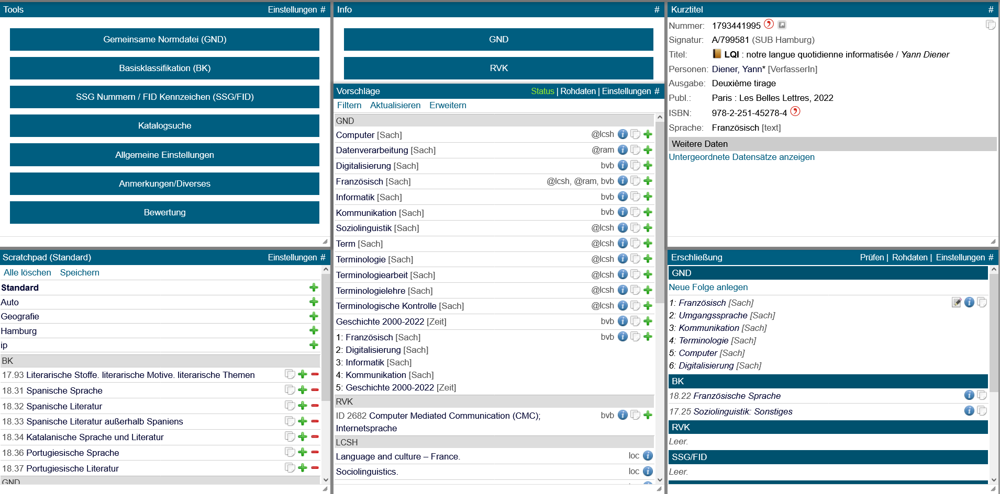 Tools Einstellungen #
Gemeinsame Normdatei (GND)
Basisklassifikation (BK)
SSG Nummern / FID Kennzeichen (SSG/FID)
Katalogsuche
Allgemeine Einstellungen
Anmerkungen/Diverses
Bewertung
Scratchpad (Standard) Einstellungen #
Alle löschen Speichern
Standard
Auto
Geografie
Hamburg
ip
BK
17.93 Literarische Stoffe. literarische Motive. literarische Themen
18.31 Spanische Sprache
18.32 Spanische Literatur
18.33 Spanische Literatur außerhalb Spaniens
18.34 Katalanische Sprache und Literatur
18.36 Portugiesische Sprache
18.37 Portugiesische Literatur
GND
Info #
GND
RVK
Vorschläge Status | Rohdaten | Einstellungen #
Filtern Aktualisieren Erweitern
GND
Computer [Sach] @lcsh
Datenverarbeitung [Sach] @ram
Digitalisierung [Sach] bvb
Französisch [Sach] @lcsh, @ram, bvb
Informatik [Sach] bvb
Kommunikation [Sach] bvb
Soziolinguistik [Sach] @lcsh
Term [Sach] @lcsh
Terminologie [Sach] @lcsh
Terminologiearbeit [Sach] @lcsh
Terminologielehre [Sach] @lcsh
Terminologische Kontrolle [Sach] @lcsh
Geschichte 2000-2022 [Zeit] bvb
1: Französisch [Sach] bvb
2: Digitalisierung [Sach]
3: Informatik [Sach]
4: Kommunikation [Sach]
5: Geschichte 2000-2022 [Zeit]
RVK
ID 2682 Computer Mediated Communication (CMC); bvb
Internetsprache
LCSH
Language and culture – France. loc
Sociolinguistics. loc
Kurztitel #
Nummer: 1793441995
Signatur: A/799581 (SUB Hamburg)
Titel: LQI : notre langue quotidienne informatisée / Yann Diener
Personen: Diener, Yann* [VerfasserIn]
Ausgabe: Deuxième tirage
Publ.: Paris : Les Belles Lettres, 2022
ISBN: 978-2-251-45278-4
Sprache: Französisch [text]
Weitere Daten
Untergeordnete Datensätze anzeigen
Erschließung Prüfen | Rohdaten | Einstellungen #
GND
Neue Folge anlegen
1: Französisch [Sach]
2: Umgangssprache [Sach]
3: Kommunikation [Sach]
4: Terminologie [Sach]
5: Computer [Sach]
6: Digitalisierung [Sach]
BK
18.22 Französische Sprache
17.25 Soziolinguistik: Sonstiges
RVK
Leer.
SSG/FID
Leer.